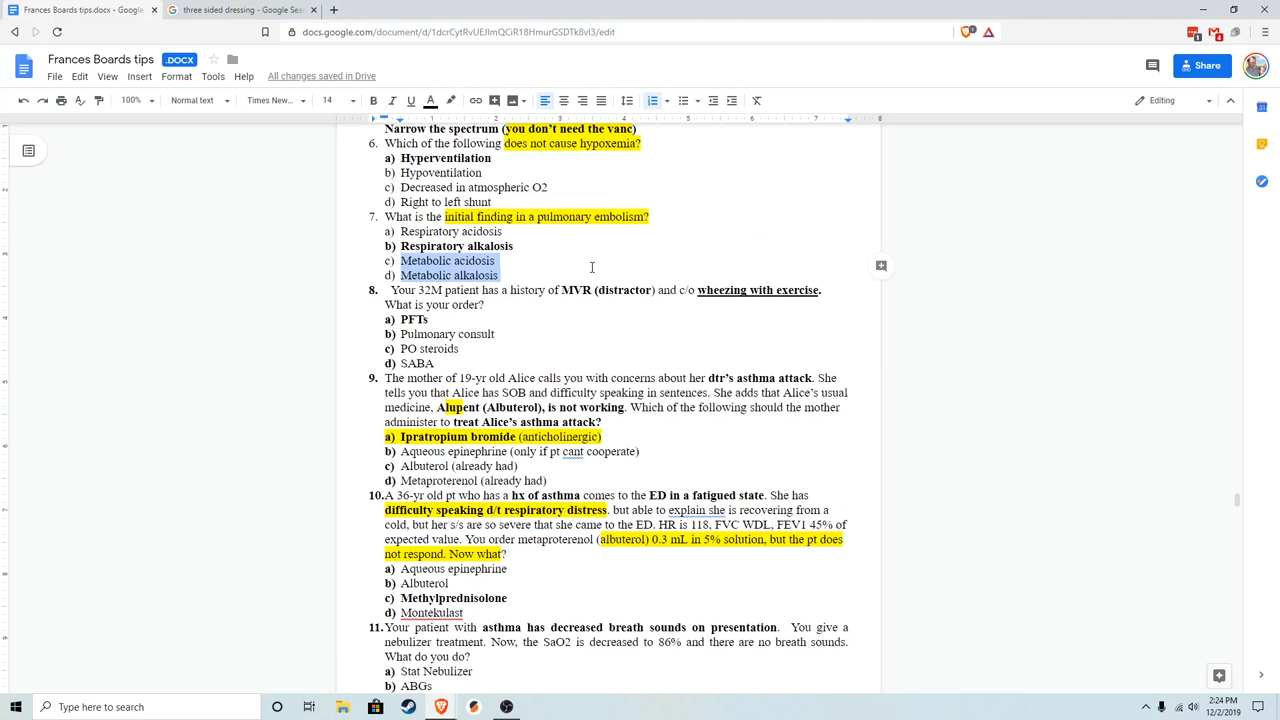 Frances Boards tips.docx - Google
three sided dressing - Google Sea
docs.google.com/document/d/1dcrCytRvUEJlmQCiR18HmurGSDTk8vl3/edit
Frances Boards tips .DOCX
Share
File Edit View Insert Format Tools Help All changes saved in Drive
100% Normal text Times New... 14 B I U A Editing
1 2 3 4 5 6 7 8
Narrow the spectrum (you don't need the vanc)
6. Which of the following does not cause hypoxemia?
a) Hyperventilation
b) Hypoventilation
c) Decreased in atmospheric O2
d) Right to left shunt
7. What is the initial finding in a pulmonary embolism?
a) Respiratory acidosis
b) Respiratory alkalosis
c) Metabolic acidosis
d) Metabolic alkalosis
8. Your 32M patient has a history of MVR (distractor) and c/o wheezing with exercise.
What is your order?
a) PFTs
b) Pulmonary consult
c) PO steroids
d) SABA
9. The mother of 19-yr old Alice calls you with concerns about her dtr's asthma attack. She
tells you that Alice has SOB and difficulty speaking in sentences. She adds that Alice's usual
medicine, Alupent (Albuterol), is not working. Which of the following should the mother
administer to treat Alice's asthma attack?
a) Ipratropium bromide (anticholinergic)
b) Aqueous epinephrine (only if pt cant cooperate)
c) Albuterol (already had)
d) Metaproterenol (already had)
10. A 36-yr old pt who has a hx of asthma comes to the ED in a fatigued state. She has
difficulty speaking d/t respiratory distress. but able to explain she is recovering from a
cold, but her s/s are so severe that she came to the ED. HR is 118, FVC WDL, FEV1 45% of
expected value. You order metaproterenol (albuterol) 0.3 mL in 5% solution, but the pt does
not respond. Now what?
a) Aqueous epinephrine
b) Albuterol
c) Methylprednisolone
d) Montekulast
11. Your patient with asthma has decreased breath sounds on presentation. You give a
nebulizer treatment. Now, the SaO2 is decreased to 86% and there are no breath sounds.
What do you do?
a) Stat Nebulizer
b) ABGs
Type here to search
2:24 PM
12/2/2019